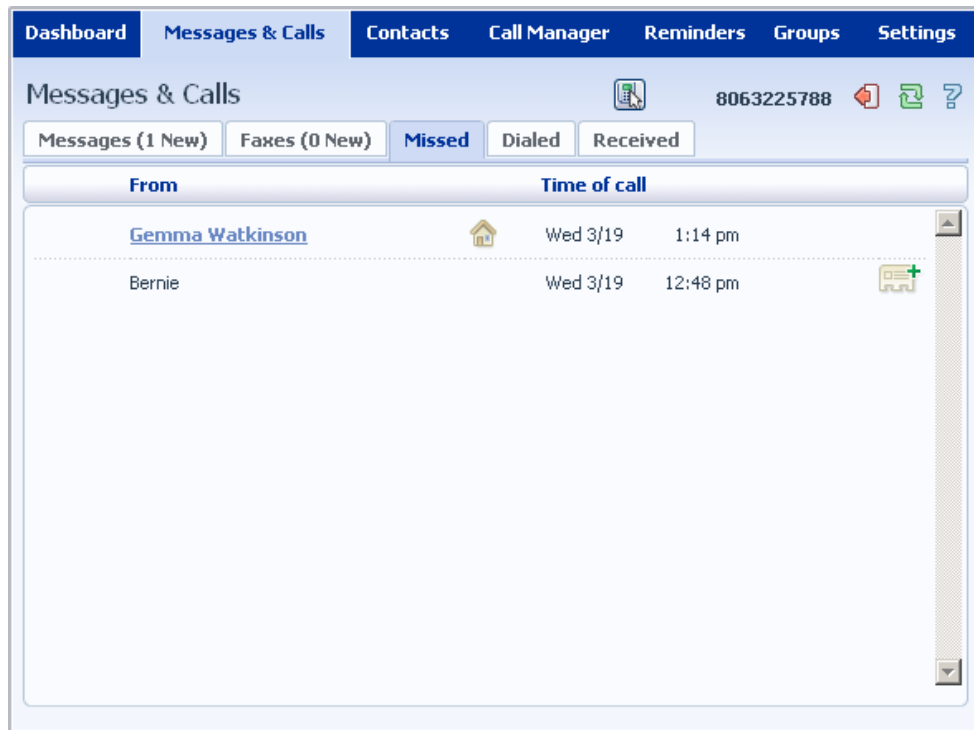 Dashboard Messages & Calls Contacts Call Manager Reminders Groups Settings
Messages & Calls 8063225788
Messages (1 New) Faxes (0 New) Missed Dialed Received
From Time of call
Gemma Watkinson Wed 3/19 1:14 pm
Bernie Wed 3/19 12:48 pm